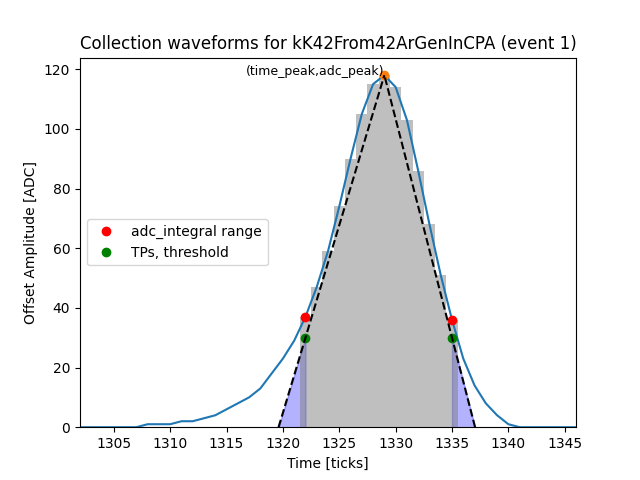 Collection waveforms for kK42From42ArGenInCPA (event 1)
(time_peak,adc_peak)
120
100
80
60
40
20
0
Offset Amplitude [ADC]
adc_integral range
TPs, threshold
1305 1310 1315 1320 1325 1330 1335 1340 1345
Time [ticks]